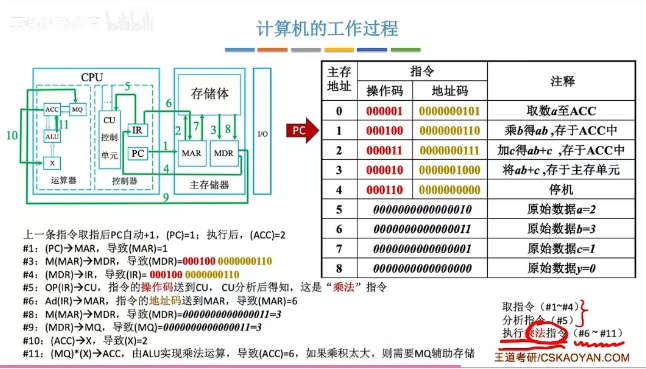 计算机的工作过程
CPU
ACC
MQ
ALU
X
运算器
CU
控制
单元
IR
PC
控制器
存储体
MAR
MDR
主存储器
I/O
1
2
3
4
5
6
7
8
9
10
11
PC
主存地址 指令 注释
操作码 地址码
0 000001 0000000101 取数a至ACC
1 000100 0000000110 乘b得ab ,存于ACC中
2 000011 0000000111 加c得ab+c ,存于ACC中
3 000010 0000001000 将ab+c ,存于主存单元
4 000110 0000000000 停机
5 0000000000000010 原始数据a=2
6 0000000000000011 原始数据b=3
7 0000000000000001 原始数据c=1
8 0000000000000000 原始数据y=0
上一条指令取指后PC自动+1，(PC)=1；执行后，(ACC)=2
#1：(PC)→MAR，导致(MAR)=1
#3：M(MAR)→MDR，导致(MDR)=000100 0000000110
#4：(MDR)→IR，导致(IR)= 000100 0000000110
#5：OP(IR)→CU，指令的操作码送到CU，CU分析后得知，这是“乘法”指令
#6：Ad(IR)→MAR，指令的地址码送到MAR，导致(MAR)=6
#8：M(MAR)→MDR，导致(MDR)=0000000000000011=3
#9：(MDR)→MQ，导致(MQ)=0000000000000011=3
#10：(ACC)→X，导致(X)=2
#11：(MQ)*(X)→ACC，由ALU实现乘法运算，导致(ACC)=6，如果乘积太大，则需要MQ辅助存储
取指令（#1~#4）
分析指令（#5）
执行乘法指令（#6~#11）
王道考研/CSKAOYAN.COM